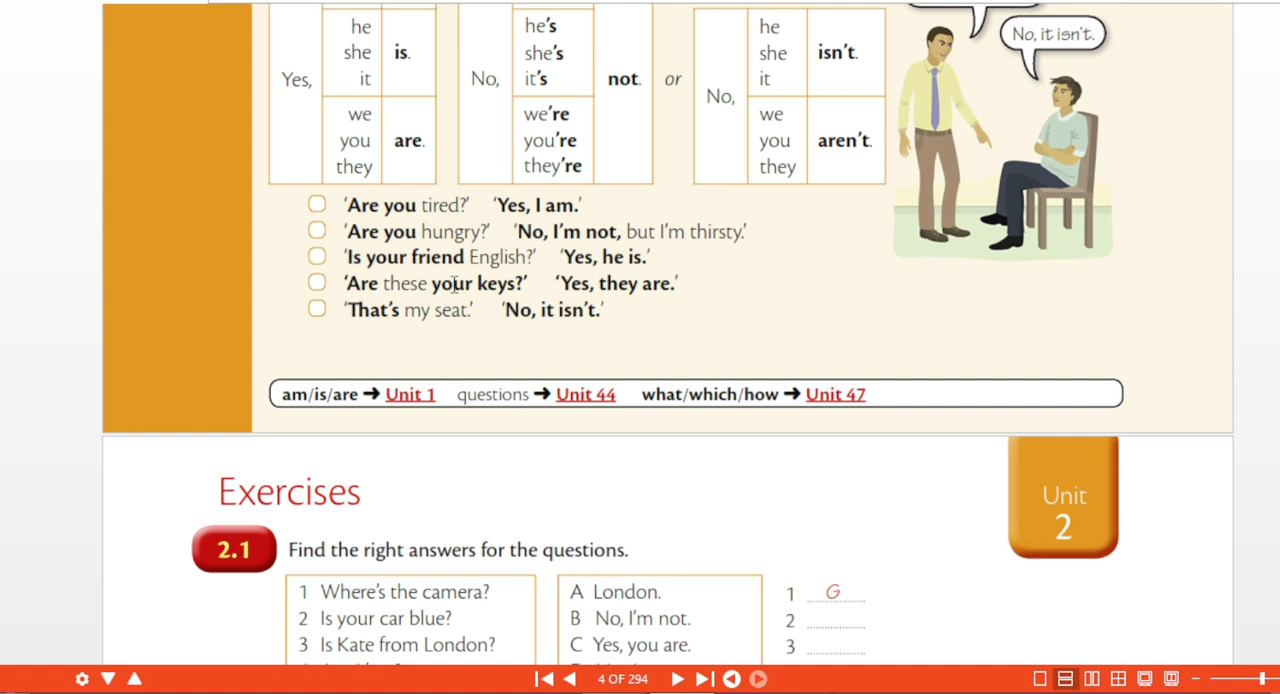 he
she
it
is.
Yes,
we
you
they
are.
he's
she's
it's
No,
not.
we're
you're
they're
or
he
she
it
isn't.
No,
we
you
they
aren't.
No, it isn't.
‘Are you tired?’ ‘Yes, I am.’
‘Are you hungry?’ ‘No, I'm not, but I'm thirsty.’
‘Is your friend English?’ ‘Yes, he is.’
‘Are these your keys?’ ‘Yes, they are.’
‘That's my seat.’ ‘No, it isn't.’
am/is/are ➜ Unit 1 questions ➜ Unit 44 what/which/how ➜ Unit 47
Exercises
Unit
2
2.1 Find the right answers for the questions.
1 Where's the camera?
2 Is your car blue?
3 Is Kate from London?
A London.
B No, I'm not.
C Yes, you are.
1 G
2
3
4 OF 294